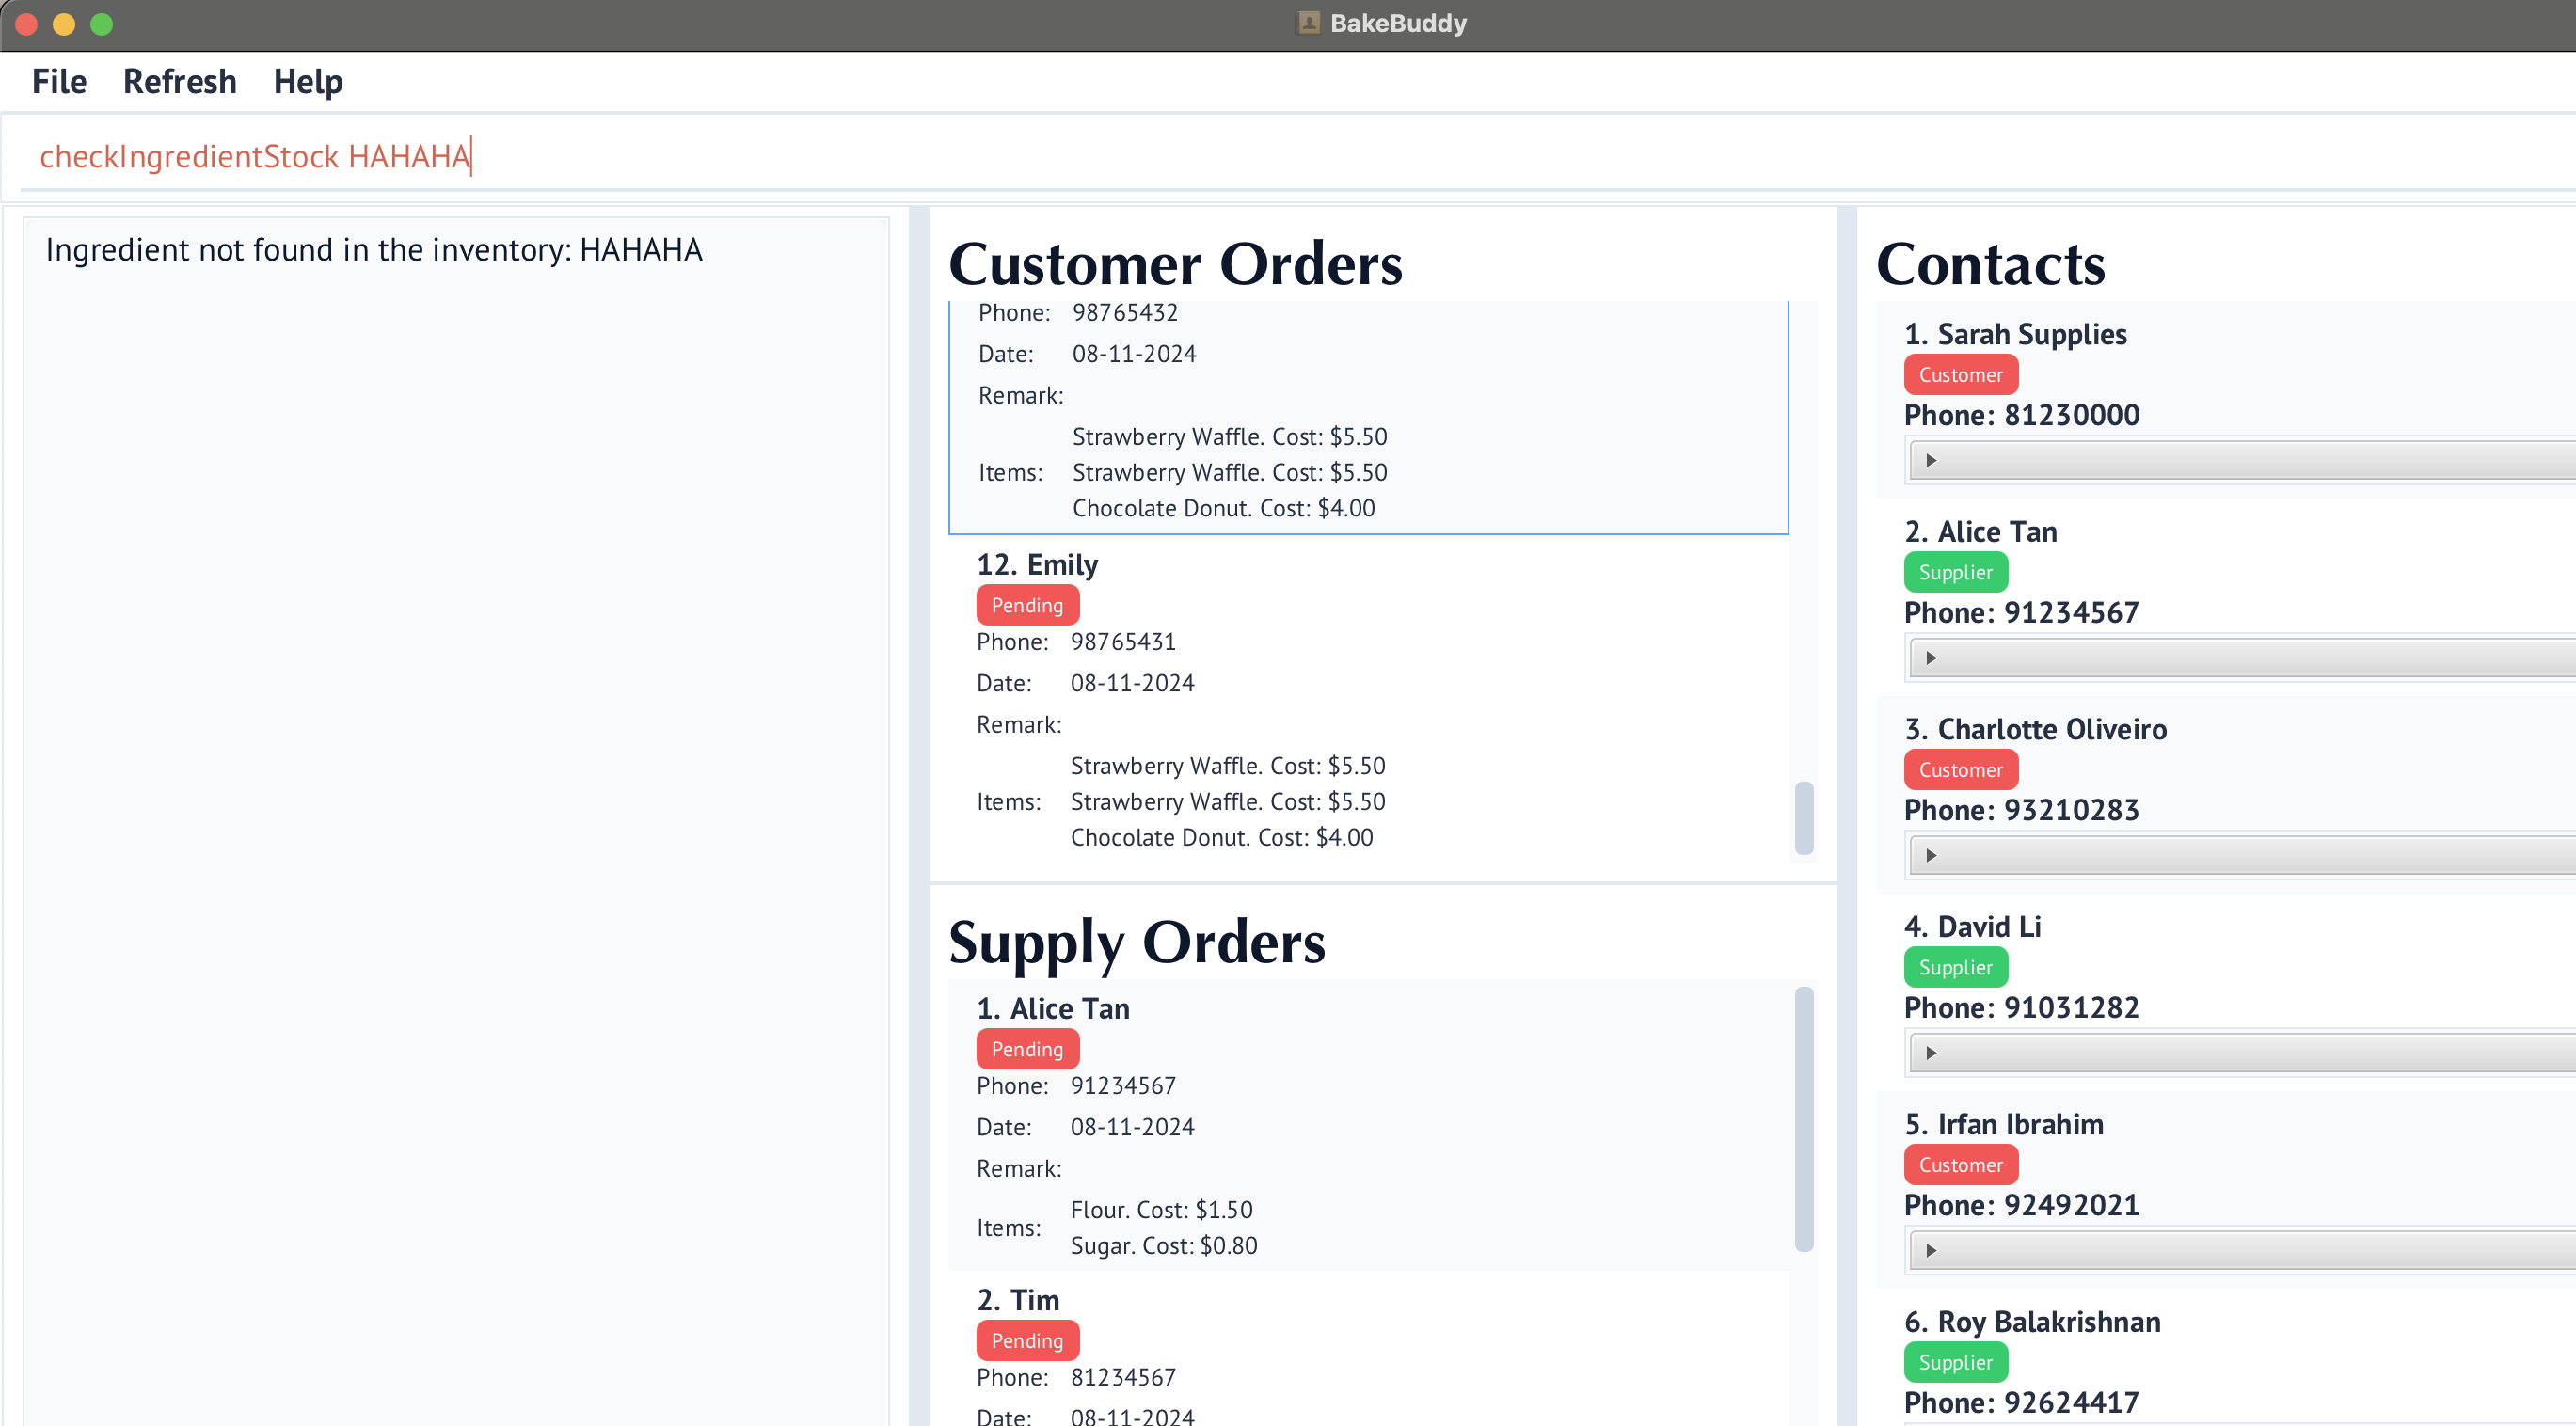 BakeBuddy
File Refresh Help
checkIngredientStock HAHAHA
Ingredient not found in the inventory: HAHAHA
Customer Orders
Phone: 98765432
Date: 08-11-2024
Remark:
Strawberry Waffle. Cost: $5.50
Items: Strawberry Waffle. Cost: $5.50
Chocolate Donut. Cost: $4.00
12. Emily
Pending
Phone: 98765431
Date: 08-11-2024
Remark:
Strawberry Waffle. Cost: $5.50
Items: Strawberry Waffle. Cost: $5.50
Chocolate Donut. Cost: $4.00
Supply Orders
1. Alice Tan
Pending
Phone: 91234567
Date: 08-11-2024
Remark:
Flour. Cost: $1.50
Items:
Sugar. Cost: $0.80
2. Tim
Pending
Phone: 81234567
Date: 08-11-2024
Contacts
1. Sarah Supplies
Customer
Phone: 81230000
2. Alice Tan
Supplier
Phone: 91234567
3. Charlotte Oliveiro
Customer
Phone: 93210283
4. David Li
Supplier
Phone: 91031282
5. Irfan Ibrahim
Customer
Phone: 92492021
6. Roy Balakrishnan
Supplier
Phone: 92624417